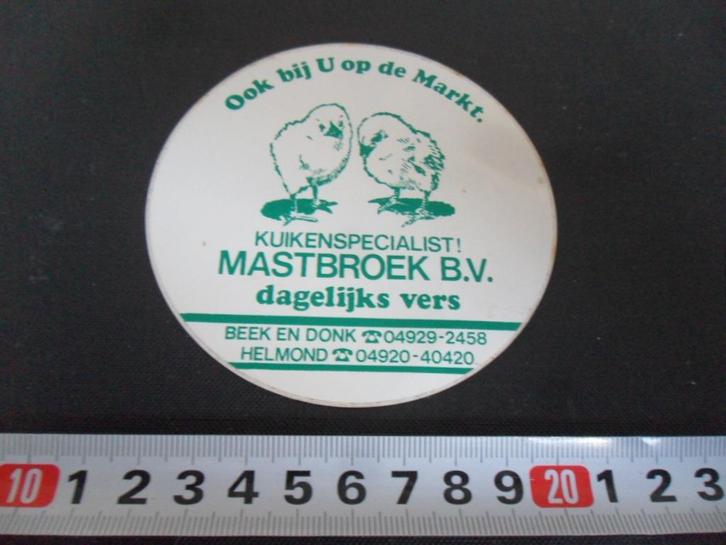 Ook bij U op de Markt.
KUIKENSPECIALIST!
MASTBROEK B.V.
dagelijks vers
BEEK EN DONK ☎04929-2458
HELMOND ☎04920-40420
10 1 2 3 4 5 6 7 8 9 20 1 2 3